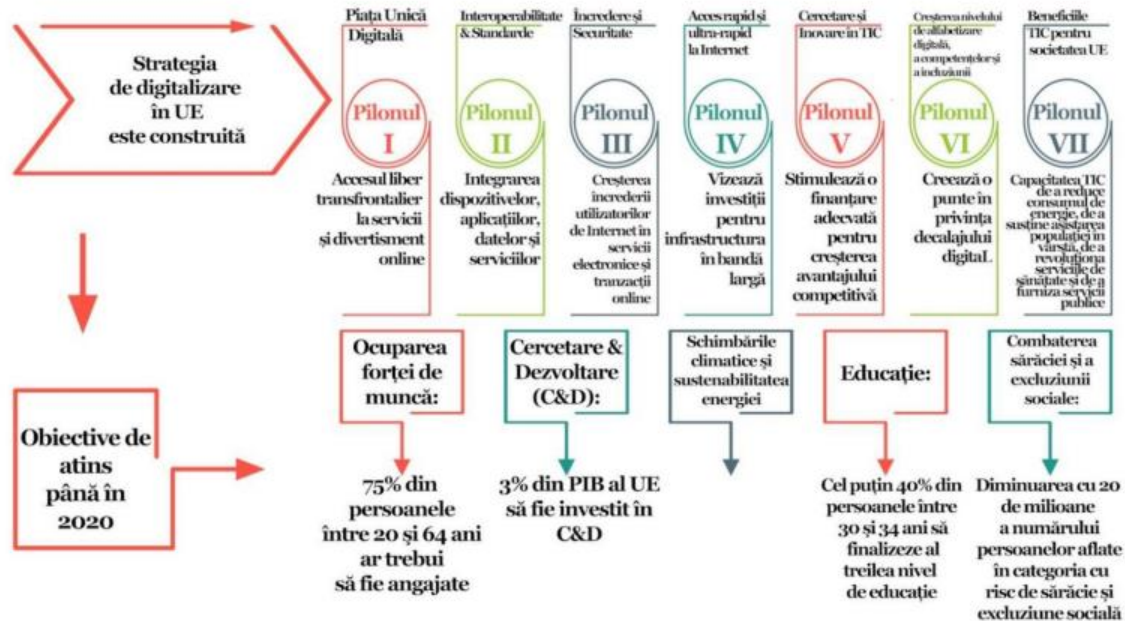 Strategia
de digitalizare
în UE
este construită
Piața Unică
Digitală
Pilonul
I
Accesul liber
transfrontalier
la servicii
și divertisment
online
Interoperabilitate
& Standarde
Pilonul
II
Integrarea
dispozitivelor,
aplicațiilor,
datelor și
serviciilor
Încredere și
Securitate
Pilonul
III
Creșterea
încrederii
utilizatorilor
de Internet în
servicii
electronice și
tranzacții
online
Acces rapid și
ultra-rapid
la Internet
Pilonul
IV
Vizează
investiții
pentru
infrastructura
în bandă
largă
Cercetare și
Inovare în TIC
Pilonul
V
Stimulează o
finanțare
adecvată
pentru
creșterea
avantajului
competitivă
Creșterea nivelului
de alfabetizare
digitală,
a competențelor și
a incluziunii
Pilonul
VI
Creează o
punte în
privința
decalajului
digitaL
Beneficiile
TIC pentru
societatea UE
Pilonul
VII
Capacitatea TIC
de a reduce
consumul de
energie, de a
susține asistarea
populației în
vârstă, de a
revoluționa
serviciile de
sănătate și de a
furniza servicii
publice
Obiective de
atins
până în
2020
Ocuparea
forței de
muncă:
75% din
persoanele
între 20 și 64 ani
ar trebui
să fie angajate
Cercetare &
Dezvoltare
(C&D):
3% din PIB al UE
să fie investit în
C&D
Schimbările
climatice și
sustenabilitatea
energiei
Educație:
Cel puțin 40% din
persoanele între
30 și 34 ani să
finalizeze al
treilea nivel
de educație
Combaterea
sărăciei și a
excluziunii
sociale:
Diminuarea cu 20
de milioane
a numărului
persoanelor aflate
în categoria cu
risc de sărăcie și
excluziune socială